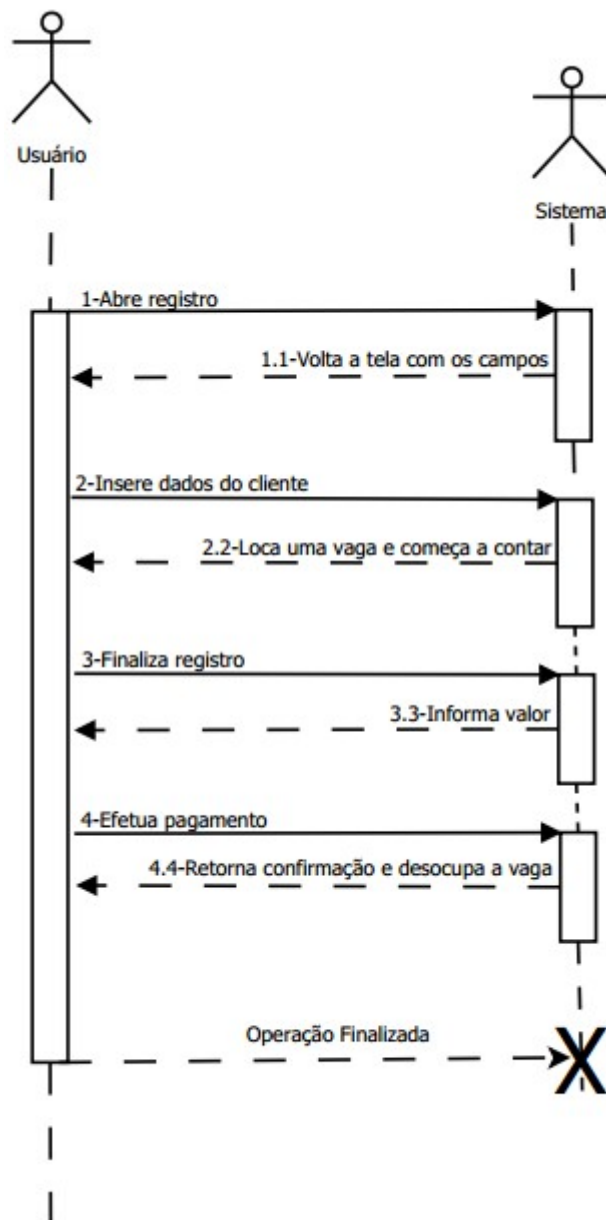 Usuário
Sistema
1-Abre registro
1.1-Volta a tela com os campos
2-Insere dados do cliente
2.2-Loca uma vaga e começa a contar
3-Finaliza registro
3.3-Informa valor
4-Efetua pagamento
4.4-Retorna confirmação e desocupa a vaga
Operação Finalizada